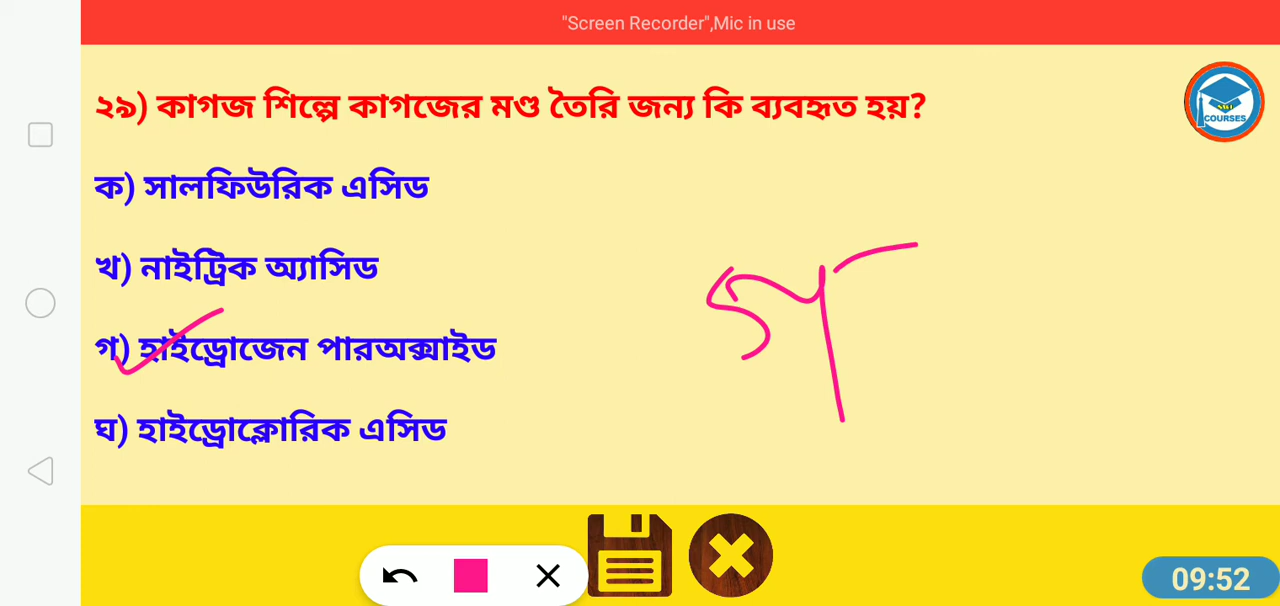 "Screen Recorder",Mic in use
২৯) কাগজ শিল্পে কাগজের মণ্ড তৈরি জন্য কি ব্যবহৃত হয়?
COURSES
ক) সালফিউরিক এসিড
খ) নাইট্রিক অ্যাসিড
গ) হাইড্রোজেন পারঅক্সাইড
ঘ) হাইড্রোক্লোরিক এসিড
09:52